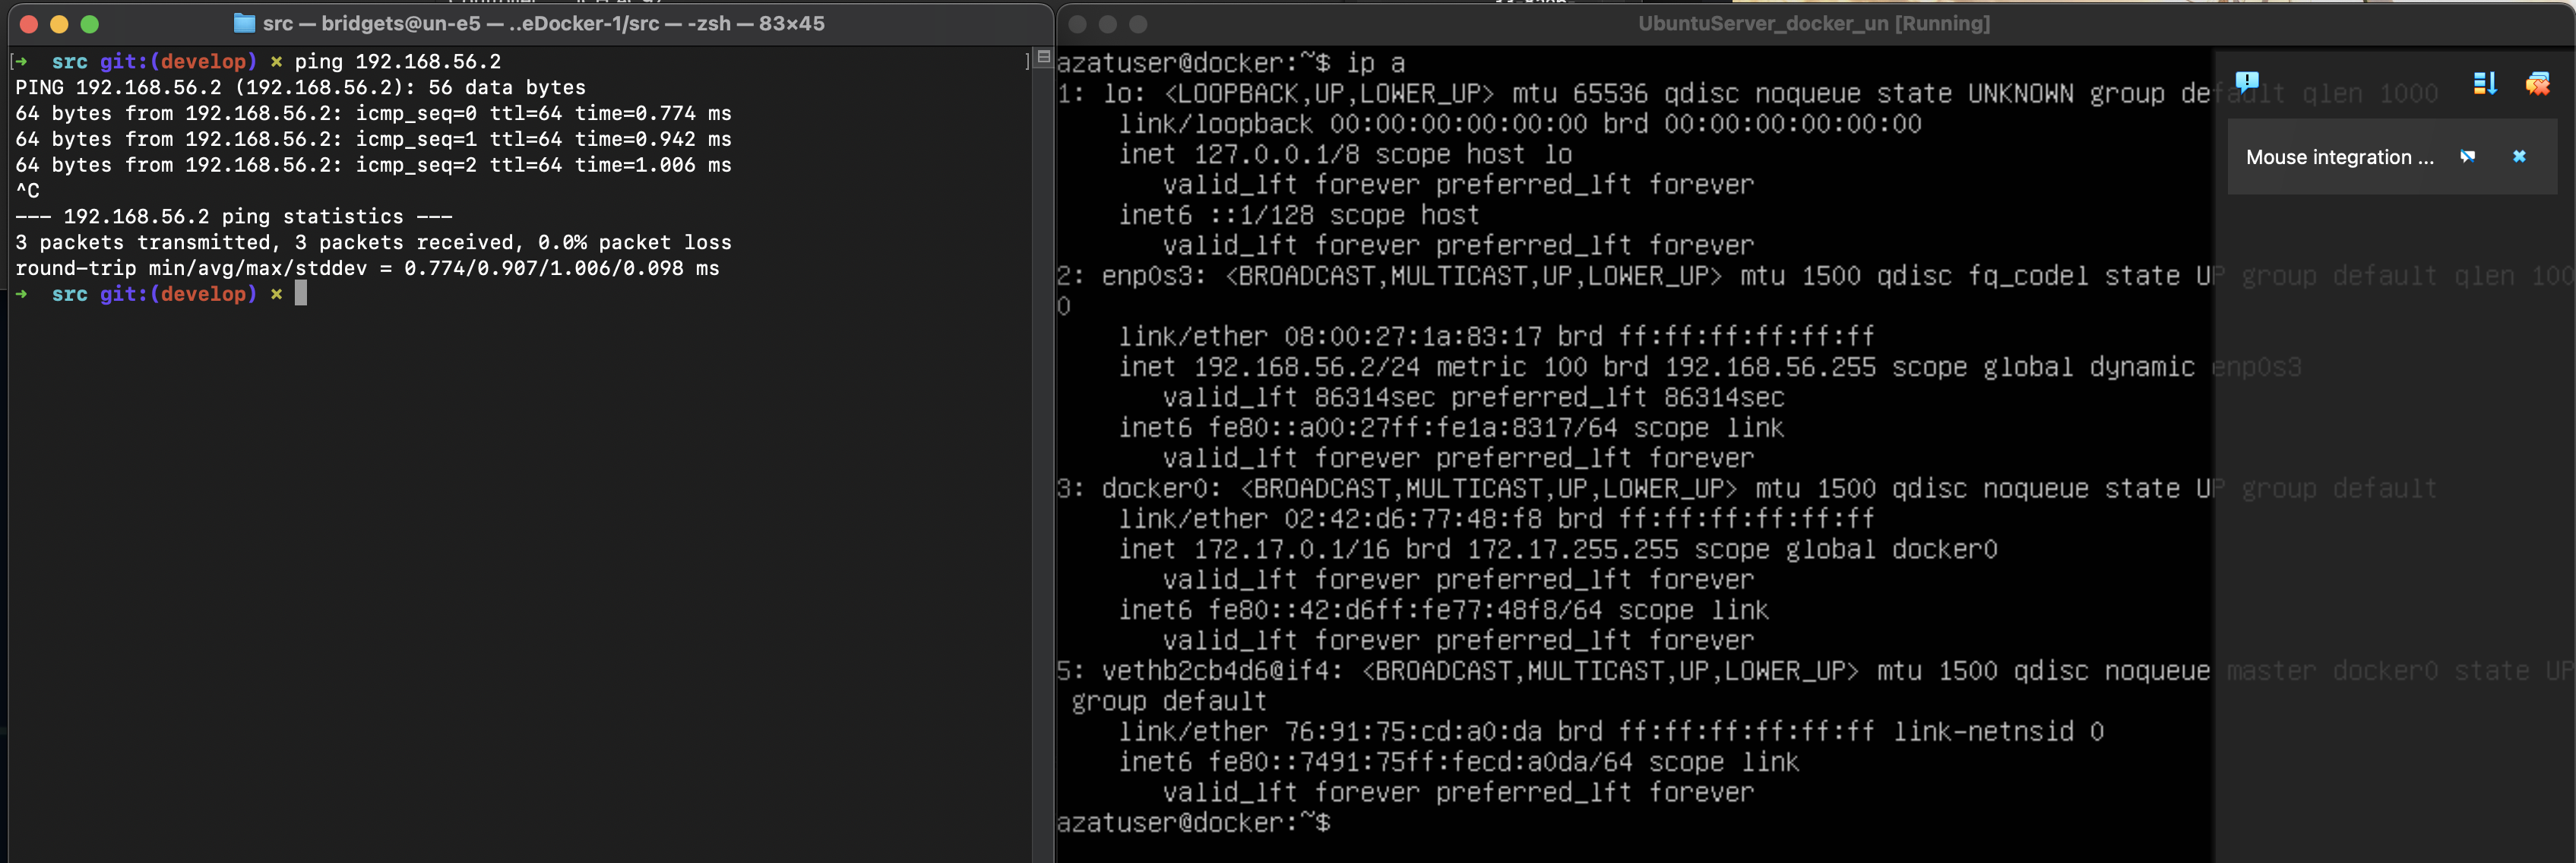 src — bridgets@un-e5 — ..eDocker-1/src — -zsh — 83×45
[➜  src git:(develop) ✗ ping 192.168.56.2 ]
PING 192.168.56.2 (192.168.56.2): 56 data bytes
64 bytes from 192.168.56.2: icmp_seq=0 ttl=64 time=0.774 ms
64 bytes from 192.168.56.2: icmp_seq=1 ttl=64 time=0.942 ms
64 bytes from 192.168.56.2: icmp_seq=2 ttl=64 time=1.006 ms
^C
--- 192.168.56.2 ping statistics ---
3 packets transmitted, 3 packets received, 0.0% packet loss
round-trip min/avg/max/stddev = 0.774/0.907/1.006/0.098 ms
➜  src git:(develop) ✗
UbuntuServer_docker_un [Running]
azatuser@docker:~$ ip a
1: lo: <LOOPBACK,UP,LOWER_UP> mtu 65536 qdisc noqueue state UNKNOWN group default qlen 1000
link/loopback 00:00:00:00:00:00 brd 00:00:00:00:00:00
inet 127.0.0.1/8 scope host lo
valid_lft forever preferred_lft forever
inet6 ::1/128 scope host
valid_lft forever preferred_lft forever
2: enp0s3: <BROADCAST,MULTICAST,UP,LOWER_UP> mtu 1500 qdisc fq_codel state UP group default qlen 100
0
link/ether 08:00:27:1a:83:17 brd ff:ff:ff:ff:ff:ff
inet 192.168.56.2/24 metric 100 brd 192.168.56.255 scope global dynamic enp0s3
valid_lft 86314sec preferred_lft 86314sec
inet6 fe80::a00:27ff:fe1a:8317/64 scope link
valid_lft forever preferred_lft forever
3: docker0: <BROADCAST,MULTICAST,UP,LOWER_UP> mtu 1500 qdisc noqueue state UP group default
link/ether 02:42:d6:77:48:f8 brd ff:ff:ff:ff:ff:ff
inet 172.17.0.1/16 brd 172.17.255.255 scope global docker0
valid_lft forever preferred_lft forever
inet6 fe80::42:d6ff:fe77:48f8/64 scope link
valid_lft forever preferred_lft forever
5: vethb2cb4d6@if4: <BROADCAST,MULTICAST,UP,LOWER_UP> mtu 1500 qdisc noqueue master docker0 state UP
group default
link/ether 76:91:75:cd:a0:da brd ff:ff:ff:ff:ff:ff link-netnsid 0
inet6 fe80::7491:75ff:fecd:a0da/64 scope link
valid_lft forever preferred_lft forever
azatuser@docker:~$
Mouse integration ...